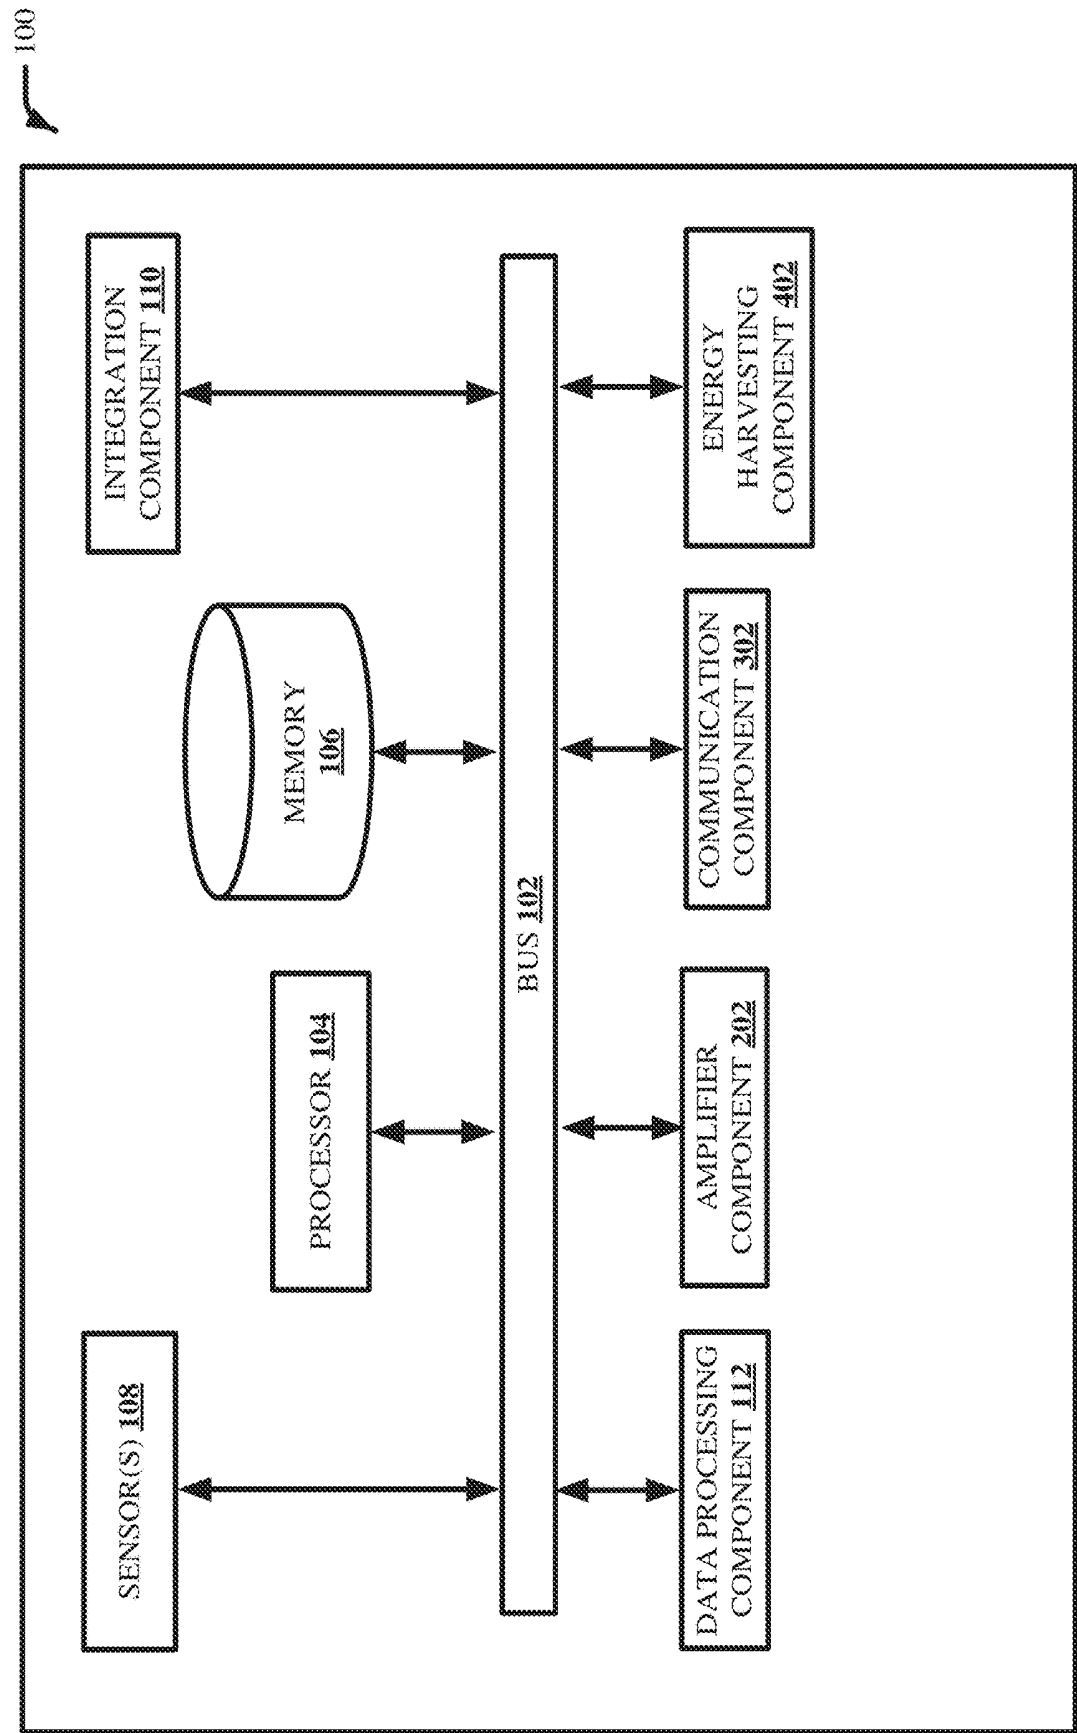 100
SENSOR(S) 108
PROCESSOR 104
MEMORY
106
INTEGRATION
COMPONENT 110
BUS 102
DATA PROCESSING
COMPONENT 112
AMPLIFIER
COMPONENT 202
COMMUNICATION
COMPONENT 302
ENERGY
HARVESTING
COMPONENT 402